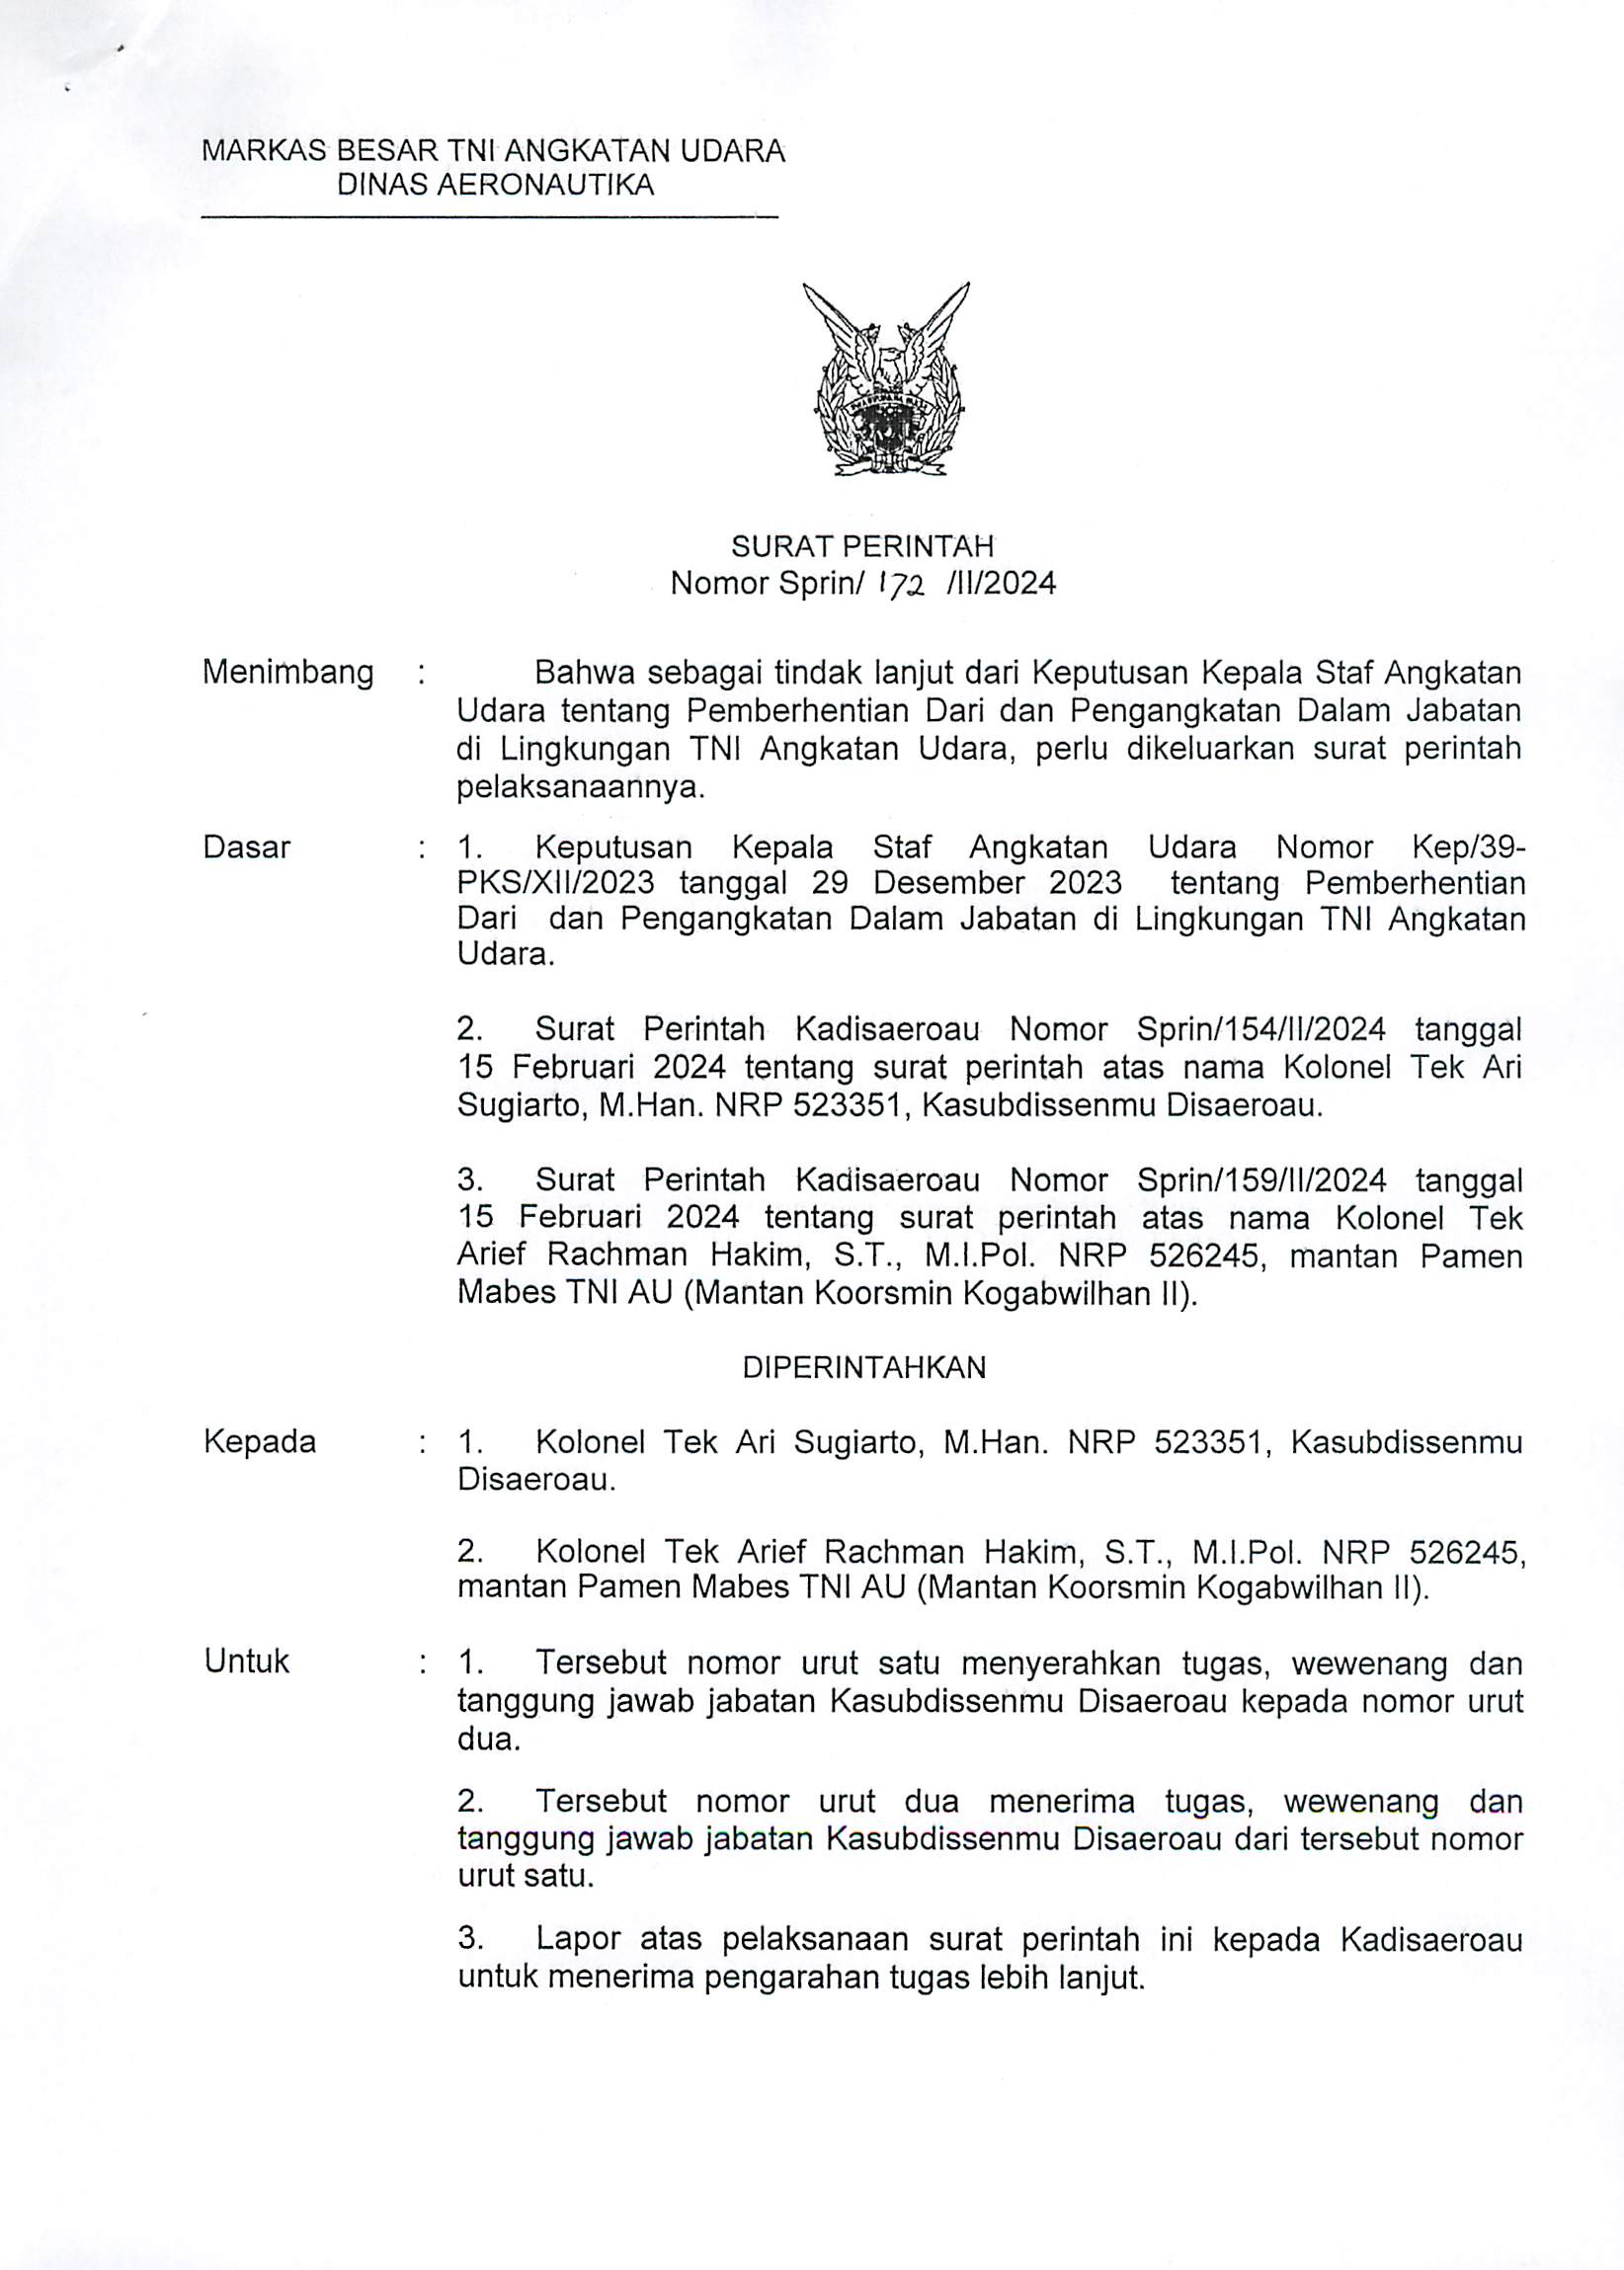 MARKAS BESAR TNI ANGKATAN UDARA
DINAS AERONAUTIKA
SURAT PERINTAH
Nomor Sprin/ 172 /II/2024
Menimbang : Bahwa sebagai tindak lanjut dari Keputusan Kepala Staf Angkatan
Udara tentang Pemberhentian Dari dan Pengangkatan Dalam Jabatan
di Lingkungan TNI Angkatan Udara, perlu dikeluarkan surat perintah
pelaksanaannya.
Dasar : 1. Keputusan Kepala Staf Angkatan Udara Nomor Kep/39-
PKS/XII/2023 tanggal 29 Desember 2023 tentang Pemberhentian
Dari dan Pengangkatan Dalam Jabatan di Lingkungan TNI Angkatan
Udara.
2. Surat Perintah Kadisaeroau Nomor Sprin/154/II/2024 tanggal
15 Februari 2024 tentang surat perintah atas nama Kolonel Tek Ari
Sugiarto, M.Han. NRP 523351, Kasubdissenmu Disaeroau.
3. Surat Perintah Kadisaeroau Nomor Sprin/159/II/2024 tanggal
15 Februari 2024 tentang surat perintah atas nama Kolonel Tek
Arief Rachman Hakim, S.T., M.I.Pol. NRP 526245, mantan Pamen
Mabes TNI AU (Mantan Koorsmin Kogabwilhan II).
DIPERINTAHKAN
Kepada : 1. Kolonel Tek Ari Sugiarto, M.Han. NRP 523351, Kasubdissenmu
Disaeroau.
2. Kolonel Tek Arief Rachman Hakim, S.T., M.I.Pol. NRP 526245,
mantan Pamen Mabes TNI AU (Mantan Koorsmin Kogabwilhan II).
Untuk : 1. Tersebut nomor urut satu menyerahkan tugas, wewenang dan
tanggung jawab jabatan Kasubdissenmu Disaeroau kepada nomor urut
dua.
2. Tersebut nomor urut dua menerima tugas, wewenang dan
tanggung jawab jabatan Kasubdissenmu Disaeroau dari tersebut nomor
urut satu.
3. Lapor atas pelaksanaan surat perintah ini kepada Kadisaeroau
untuk menerima pengarahan tugas lebih lanjut.